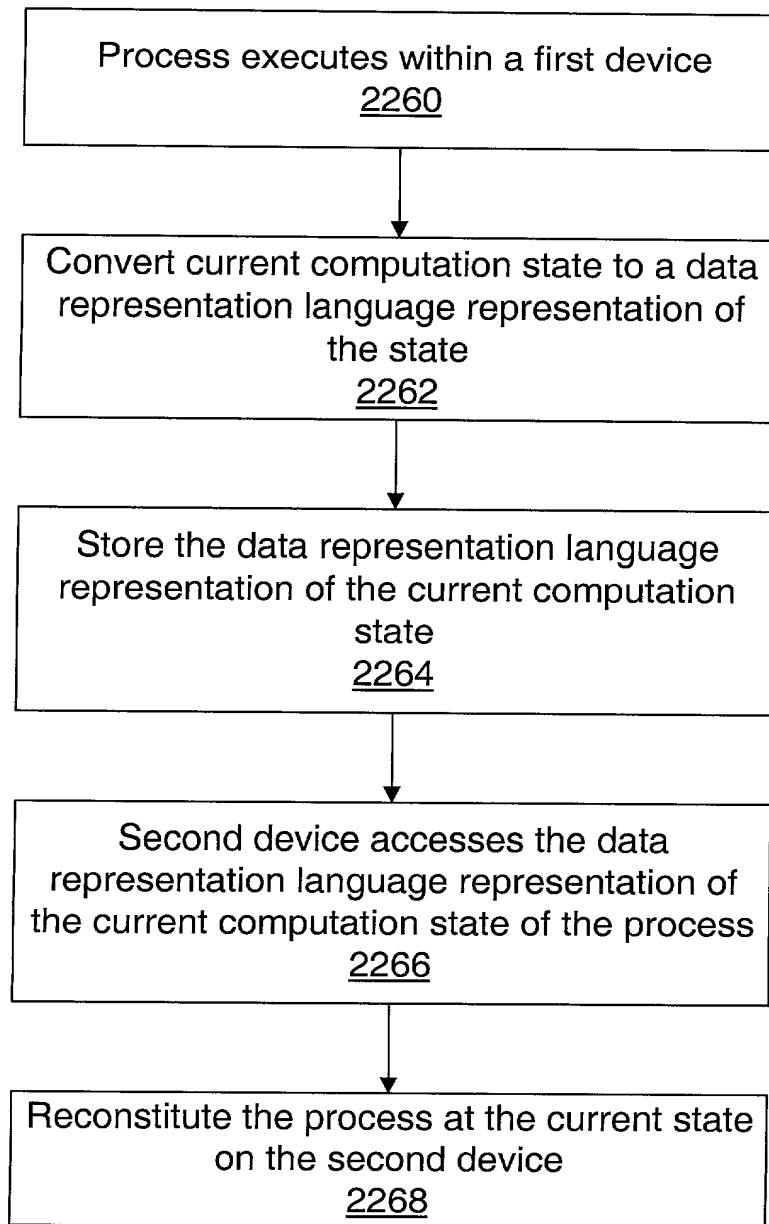 Process executes within a first device
2260
Convert current computation state to a data
representation language representation of
the state
2262
Store the data representation language
representation of the current computation
state
2264
Second device accesses the data
representation language representation of
the current computation state of the process
2266
Reconstitute the process at the current state
on the second device
2268